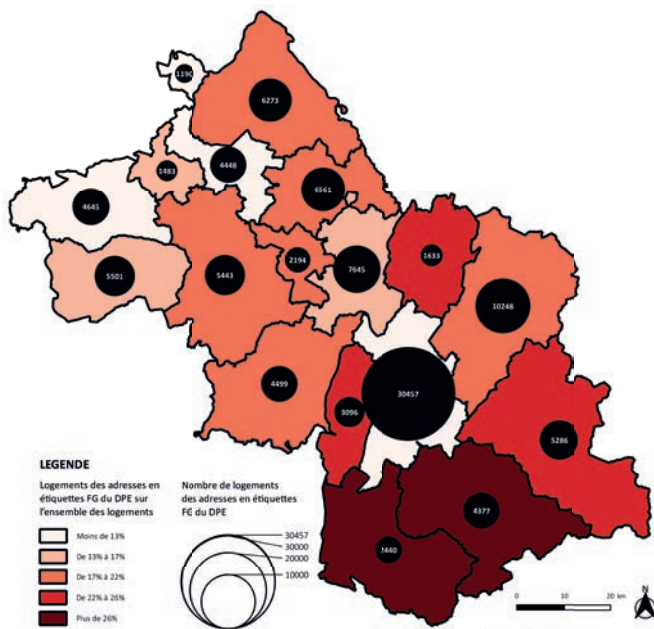 1190
6273
4448
1483
6561
4645
2194
7645
1633
5501
5443
10248
30457
4499
3096
5286
4377
2440
LEGENDE
Logements des adresses en
étiquettes FG du DPE sur
l'ensemble des logements
Moins de 13%
De 13% à 17%
De 17% à 22%
De 22% à 26%
Plus de 26%
Nombre de logements
des adresses en étiquettes
FG du DPE
30457
30000
20000
10000
0
10
20 km
N